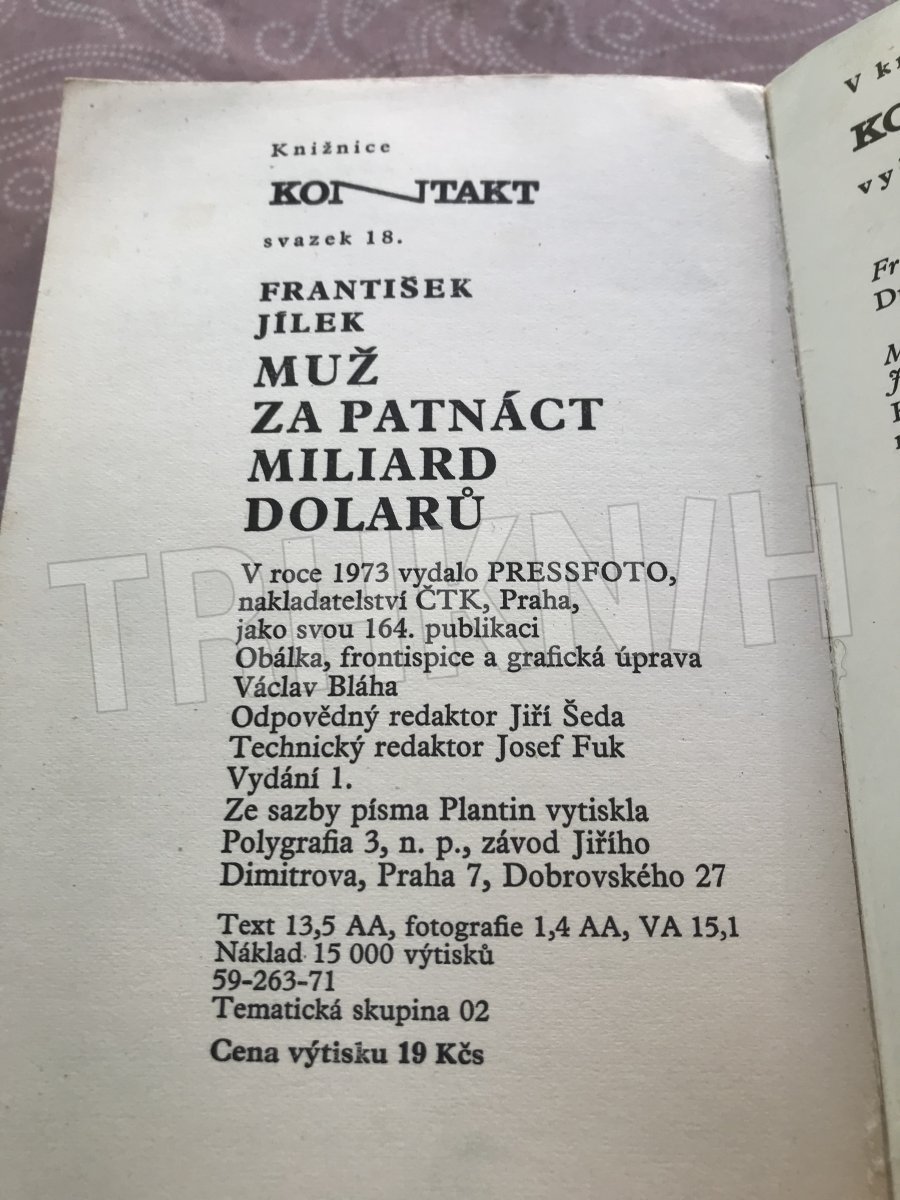 Knižnice
KONTAKT
svazek 18.
FRANTIŠEK
JÍLEK
MUŽ
ZA PATNÁCT
MILIARD
DOLARŮ
V roce 1973 vydalo PRESSFOTO,
nakladatelství ČTK, Praha,
jako svou 164. publikaci
Obálka, frontispice a grafická úprava
Václav Bláha
Odpovědný redaktor Jiří Šeda
Technický redaktor Josef Fuk
Vydání 1.
Ze sazby písma Plantin vytiskla
Polygrafia 3, n. p., závod Jiřího
Dimitrova, Praha 7, Dobrovského 27
Text 13,5 AA, fotografie 1,4 AA, VA 15,1
Náklad 15 000 výtisků
59-263-71
Tematická skupina 02
Cena výtisku 19 Kčs
TRHKNIH
V